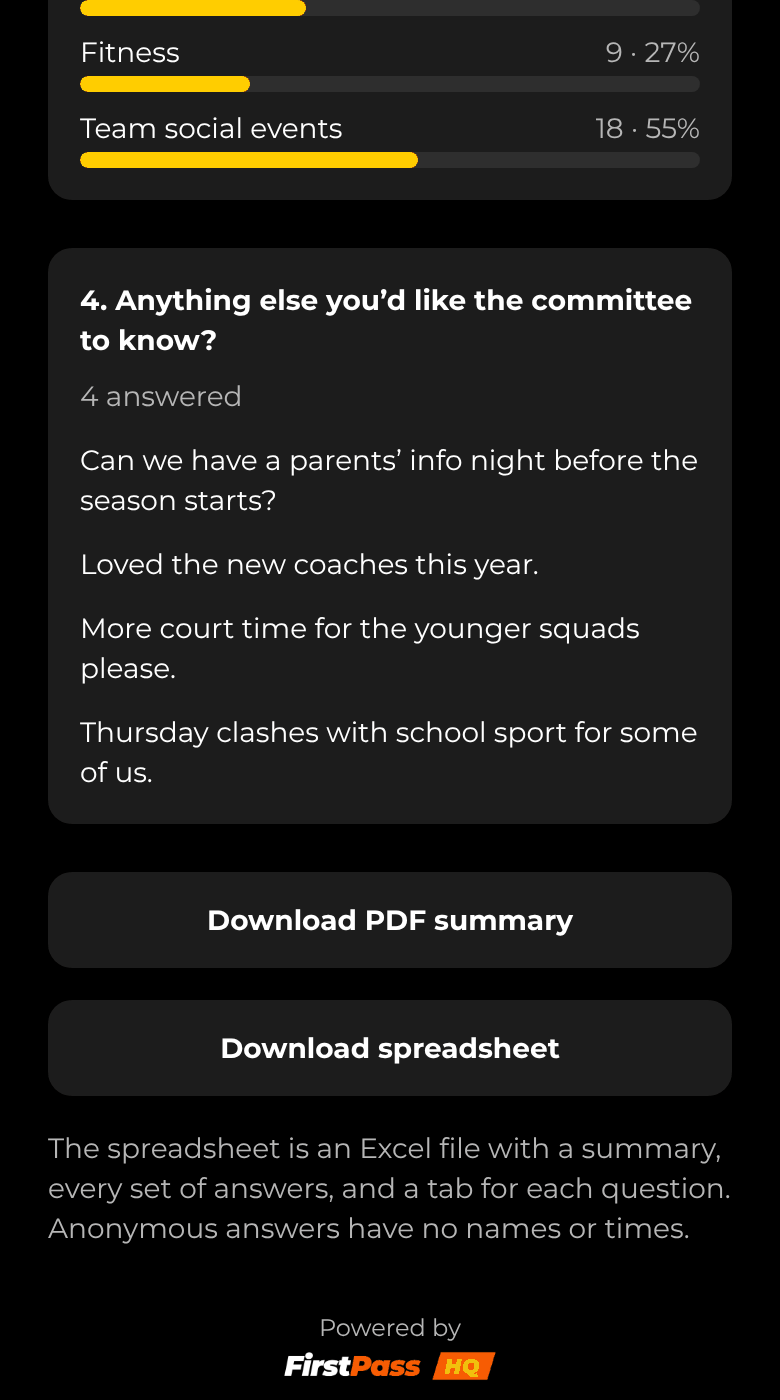 Fitness 9 · 27%
Team social events 18 · 55%
4. Anything else you’d like the committee
to know?
4 answered
Can we have a parents’ info night before the
season starts?
Loved the new coaches this year.
More court time for the younger squads
please.
Thursday clashes with school sport for some
of us.
Download PDF summary
Download spreadsheet
The spreadsheet is an Excel file with a summary,
every set of answers, and a tab for each question.
Anonymous answers have no names or times.
Powered by
FirstPass HQ